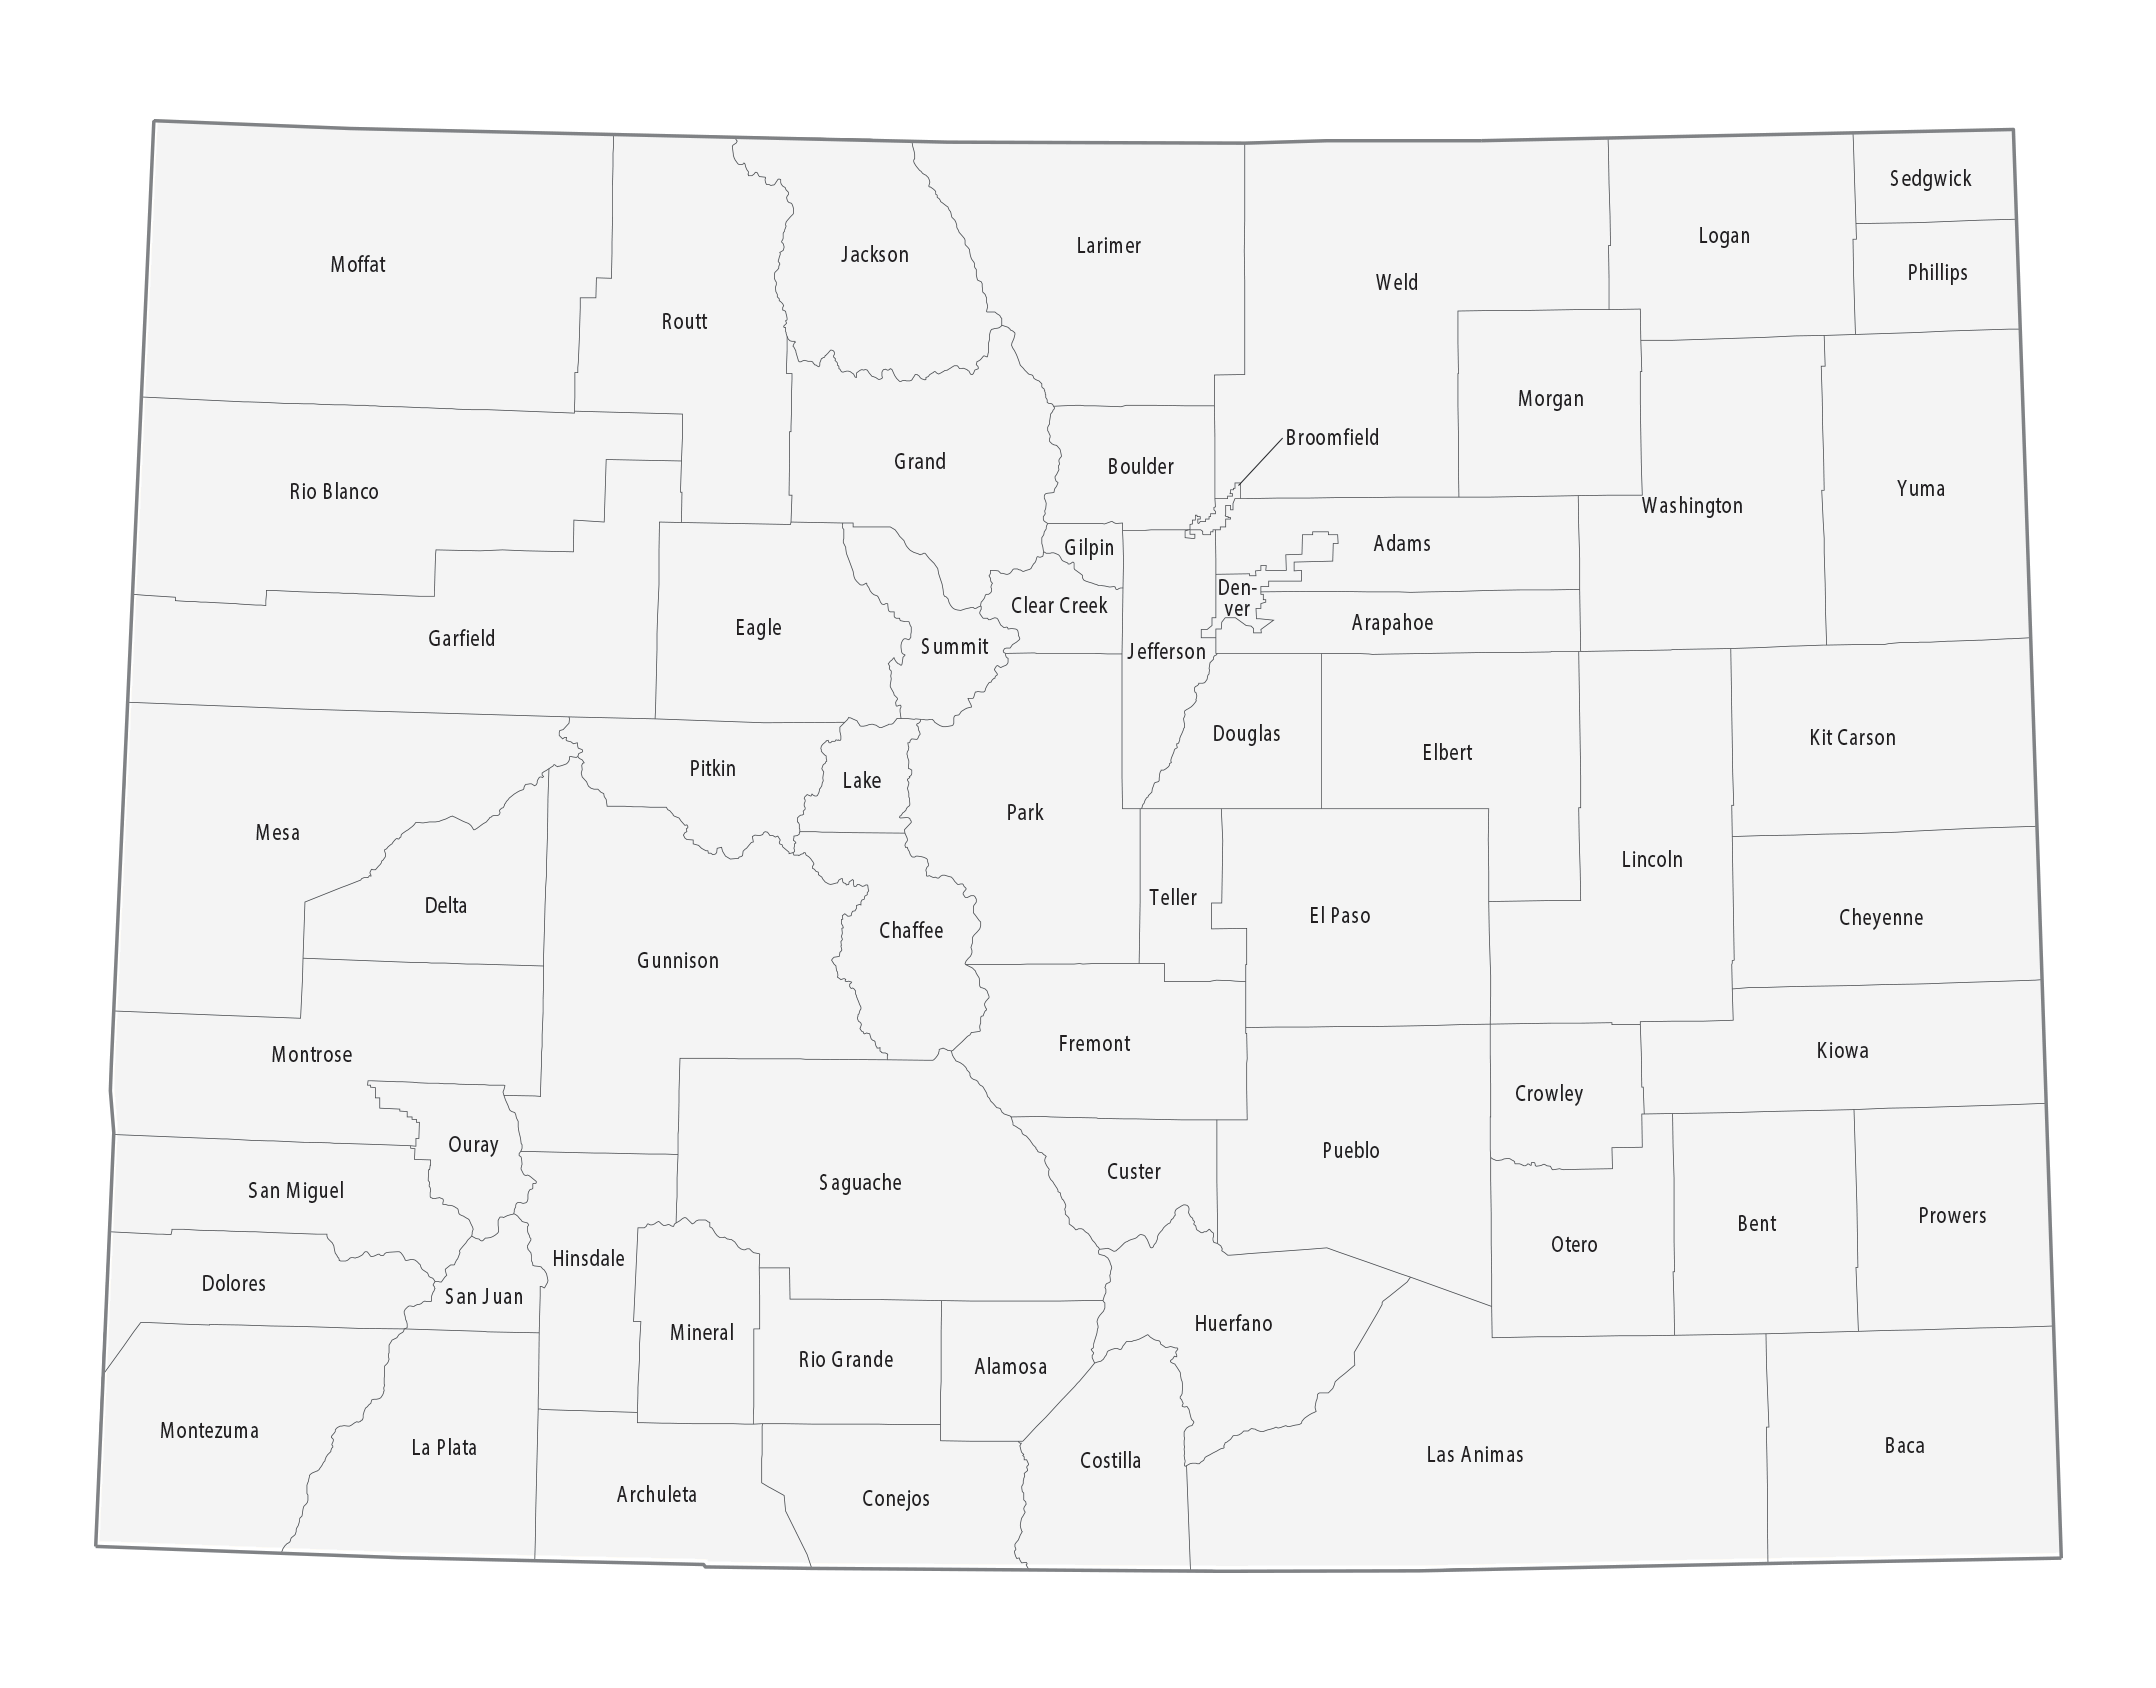 Sedgwick
Logan
Larimer
Jackson
Moffat
Phillips
Weld
Routt
Morgan
Broomfield
Grand
Boulder
Yuma
Rio Blanco
Washington
Adams
Gilpin
Den-
ver
Clear Creek
Arapahoe
Eagle
Garfield
Summit
Jefferson
Douglas
Kit Carson
Elbert
Pitkin
Lake
Park
Mesa
Lincoln
Teller
Delta
El Paso
Cheyenne
Chaffee
Gunnison
Fremont
Kiowa
Montrose
Crowley
Ouray
Pueblo
Custer
Saguache
San Miguel
Prowers
Bent
Otero
Hinsdale
Dolores
San Juan
Huerfano
Mineral
Rio Grande
Alamosa
Montezuma
La Plata
Baca
Las Animas
Costilla
Archuleta
Conejos